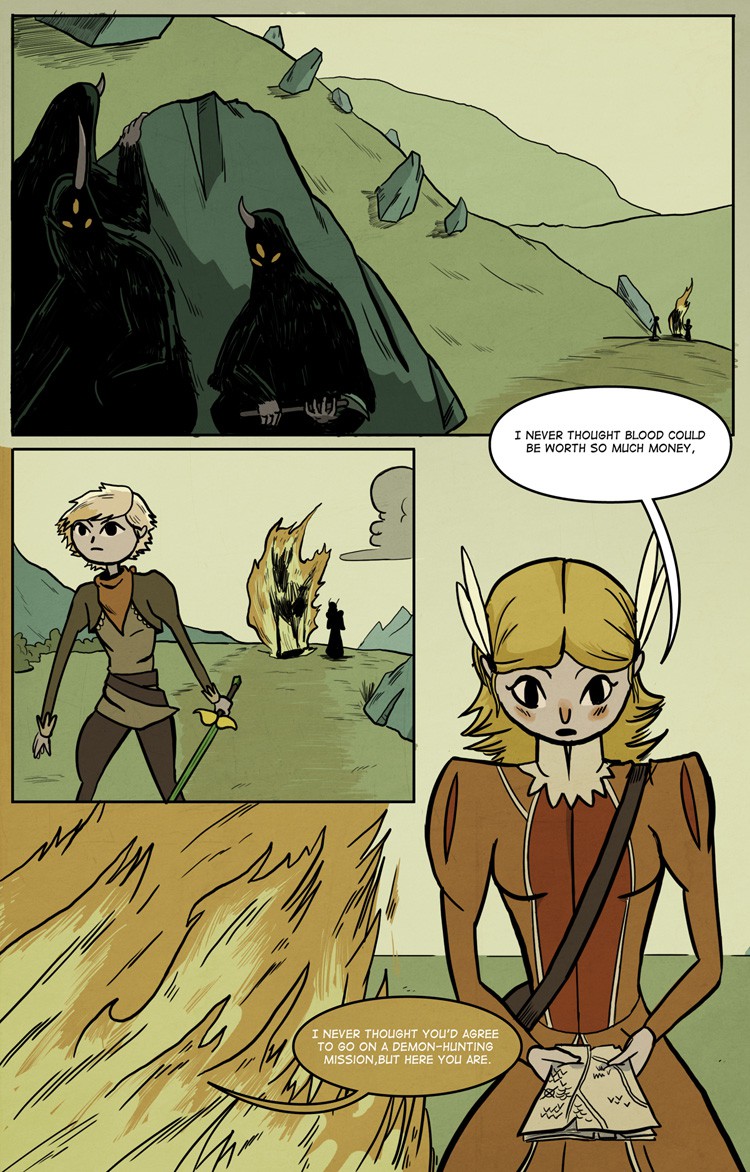 I NEVER THOUGHT BLOOD COULD
BE WORTH SO MUCH MONEY,
I NEVER THOUGHT YOU'D AGREE
TO GO ON A DEMON-HUNTING
MISSION,BUT HERE YOU ARE.